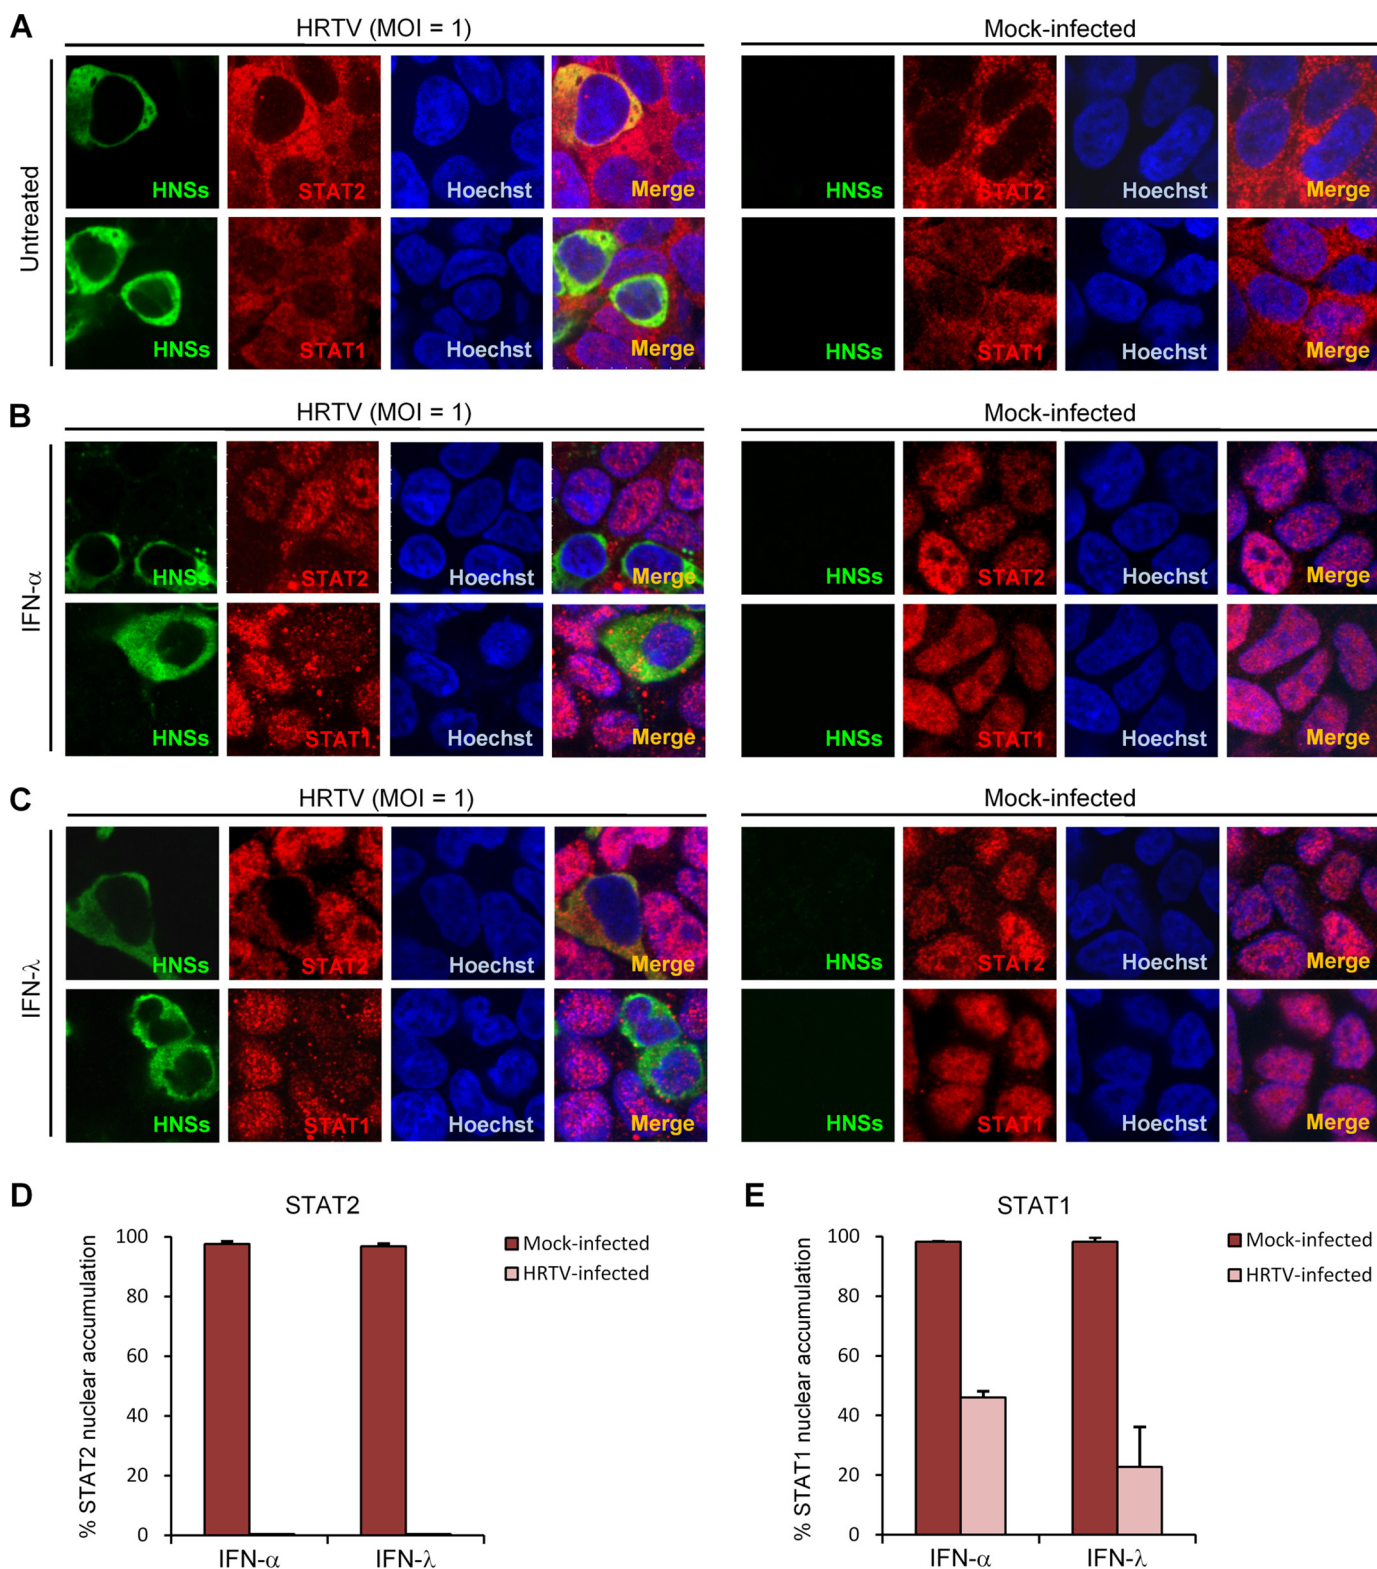 A
HRTV (MOI = 1)
Mock-infected
Untreated
HNSs
STAT2
Hoechst
Merge
HNSs
STAT2
Hoechst
Merge
HNSs
STAT1
Hoechst
Merge
HNSs
STAT1
Hoechst
Merge
B
HRTV (MOI = 1)
Mock-infected
IFN-α
HNSs
STAT2
Hoechst
Merge
HNSs
STAT2
Hoechst
Merge
HNSs
STAT1
Hoechst
Merge
HNSs
STAT1
Hoechst
Merge
C
HRTV (MOI = 1)
Mock-infected
IFN-λ
HNSs
STAT2
Hoechst
Merge
HNSs
STAT2
Hoechst
Merge
HNSs
STAT1
Hoechst
Merge
HNSs
STAT1
Hoechst
Merge
D
STAT2
% STAT2 nuclear accumulation
100
80
60
40
20
0
IFN-α
IFN-λ
Mock-infected
HRTV-infected
E
STAT1
% STAT1 nuclear accumulation
100
80
60
40
20
0
IFN-α
IFN-λ
Mock-infected
HRTV-infected